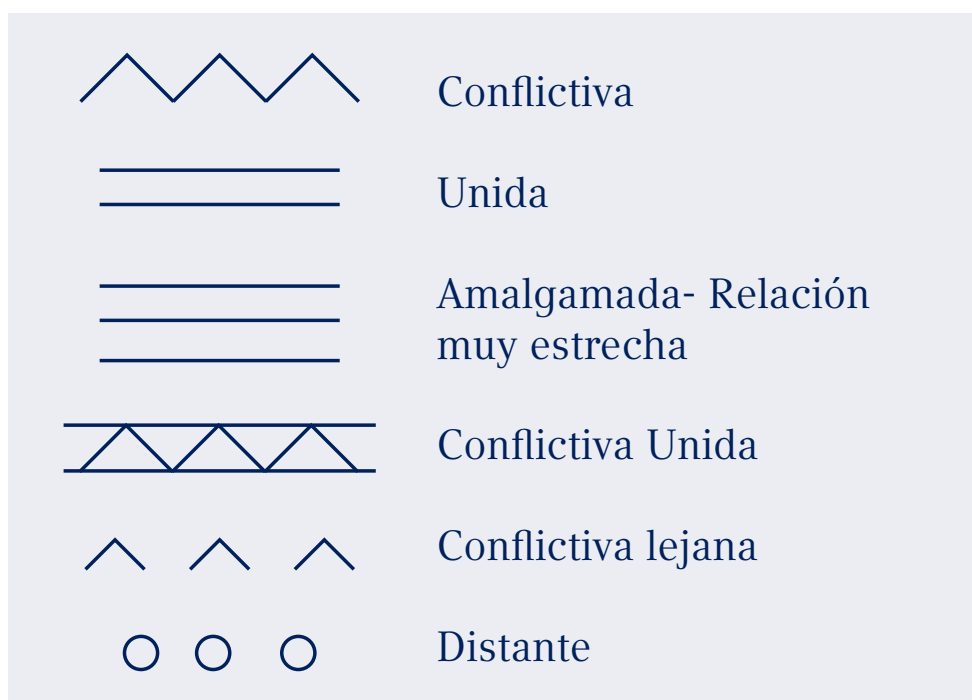 Conflictiva
Unida
Amalgamada- Relación
muy estrecha
Conflictiva Unida
Conflictiva lejana
Distante